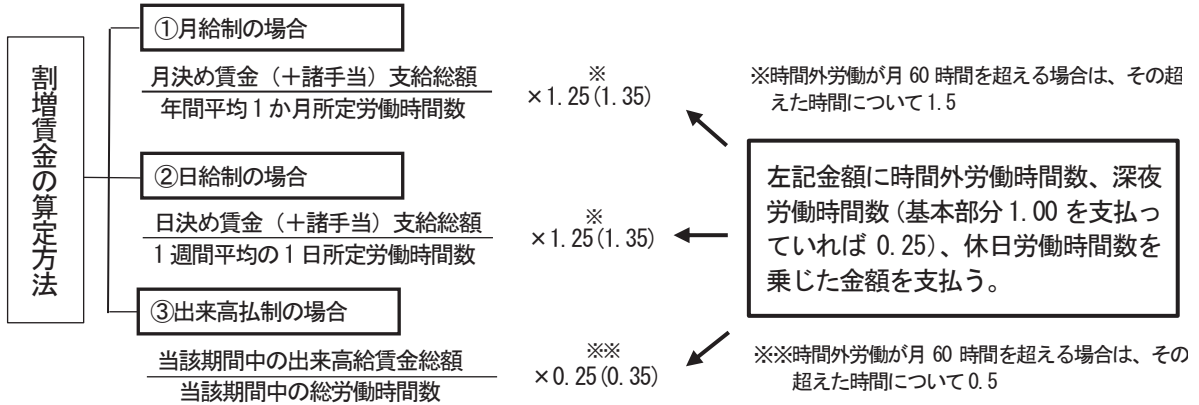 割増賃金の算定方法
①月給制の場合
月決め賃金（＋諸手当）支給総額
年間平均１か月所定労働時間数
※
×1.25(1.35)
※時間外労働が月 60 時間を超える場合は、その超
えた時間について1.5
②日給制の場合
日決め賃金（＋諸手当）支給総額
１週間平均の１日所定労働時間数
※
×1.25(1.35)
左記金額に時間外労働時間数、深夜
労働時間数（基本部分 1.00 を支払っ
ていれば 0.25）、休日労働時間数を
乗じた金額を支払う。
③出来高払制の場合
当該期間中の出来高給賃金総額
当該期間中の総労働時間数
※※
×0.25(0.35)
※※時間外労働が月 60 時間を超える場合は、その
超えた時間について 0.5